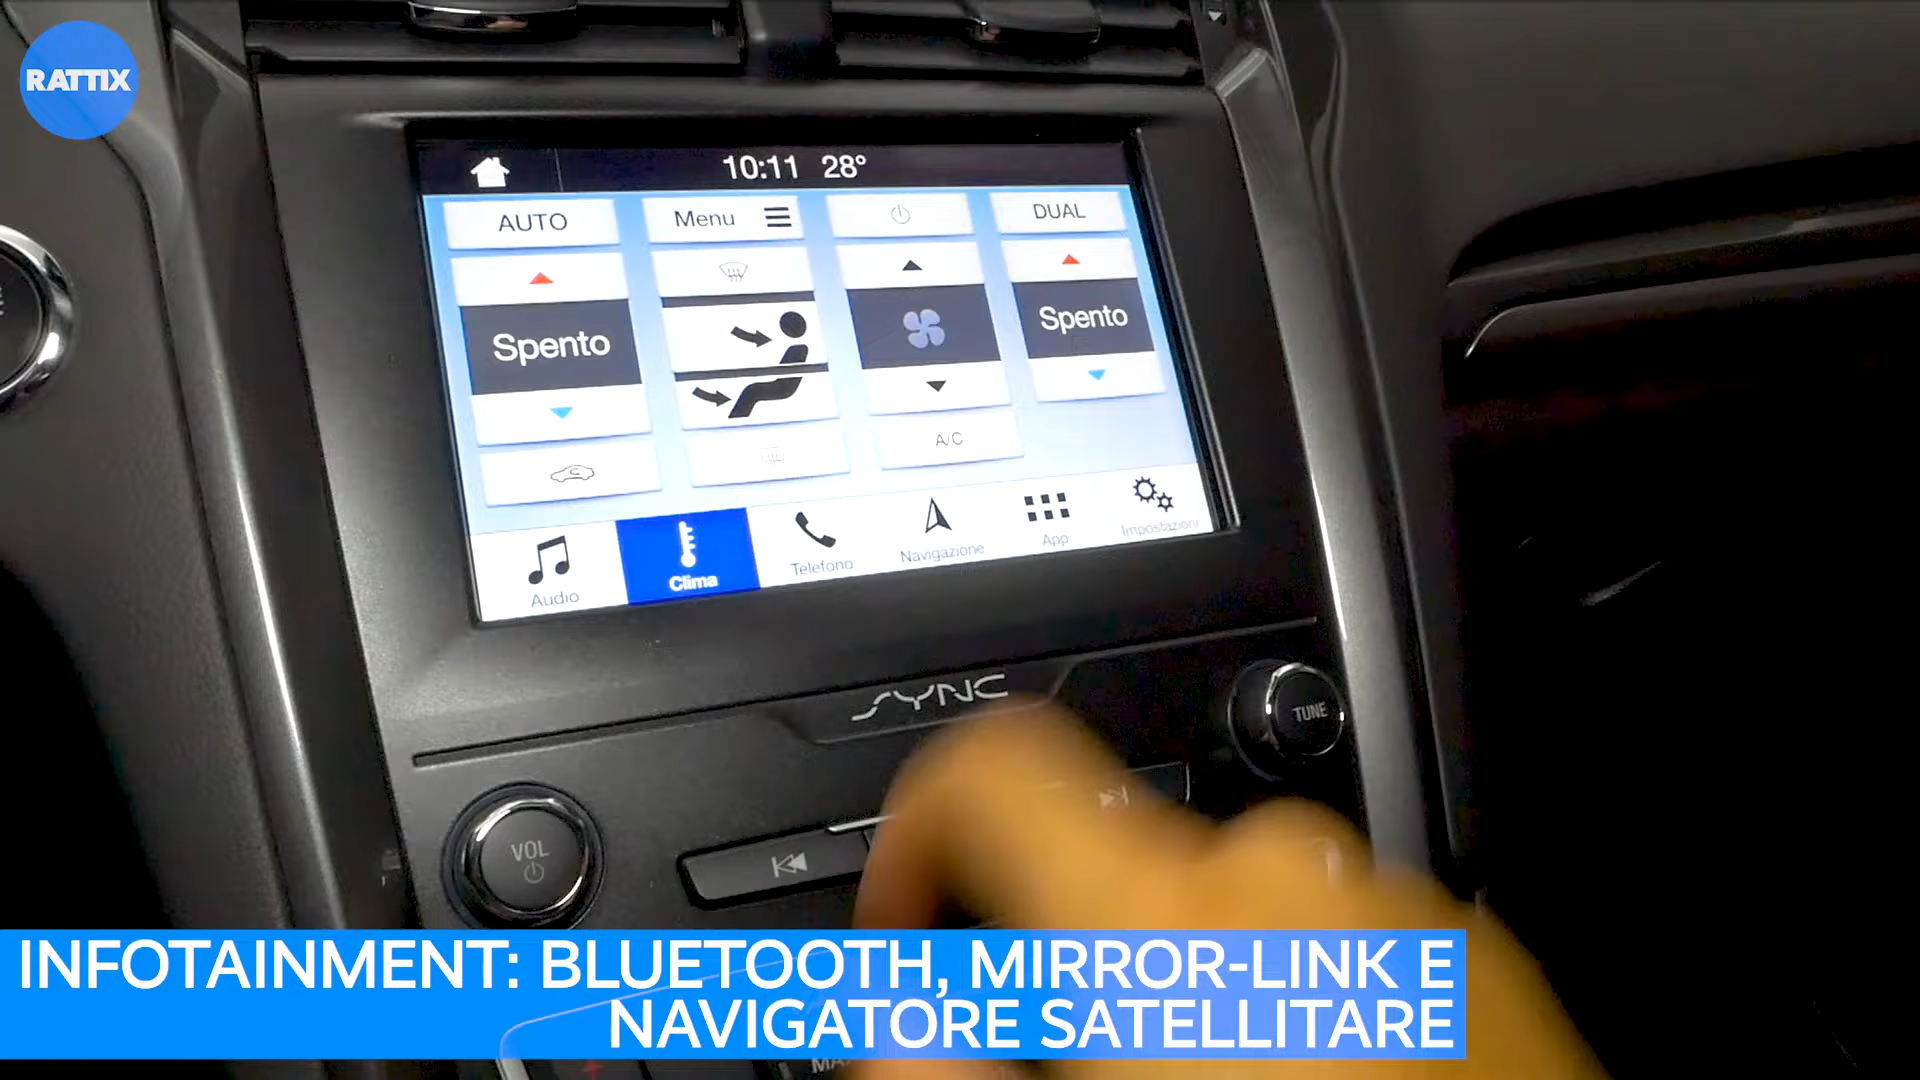 RATTIX
10:11 28°
AUTO
Menu
DUAL
Spento
Spento
A/C
Audio
Clima
Telefono
Navigazione
App
Impostazioni
SYNC
TUNE
VOL
INFOTAINMENT: BLUETOOTH, MIRROR-LINK E
NAVIGATORE SATELLITARE